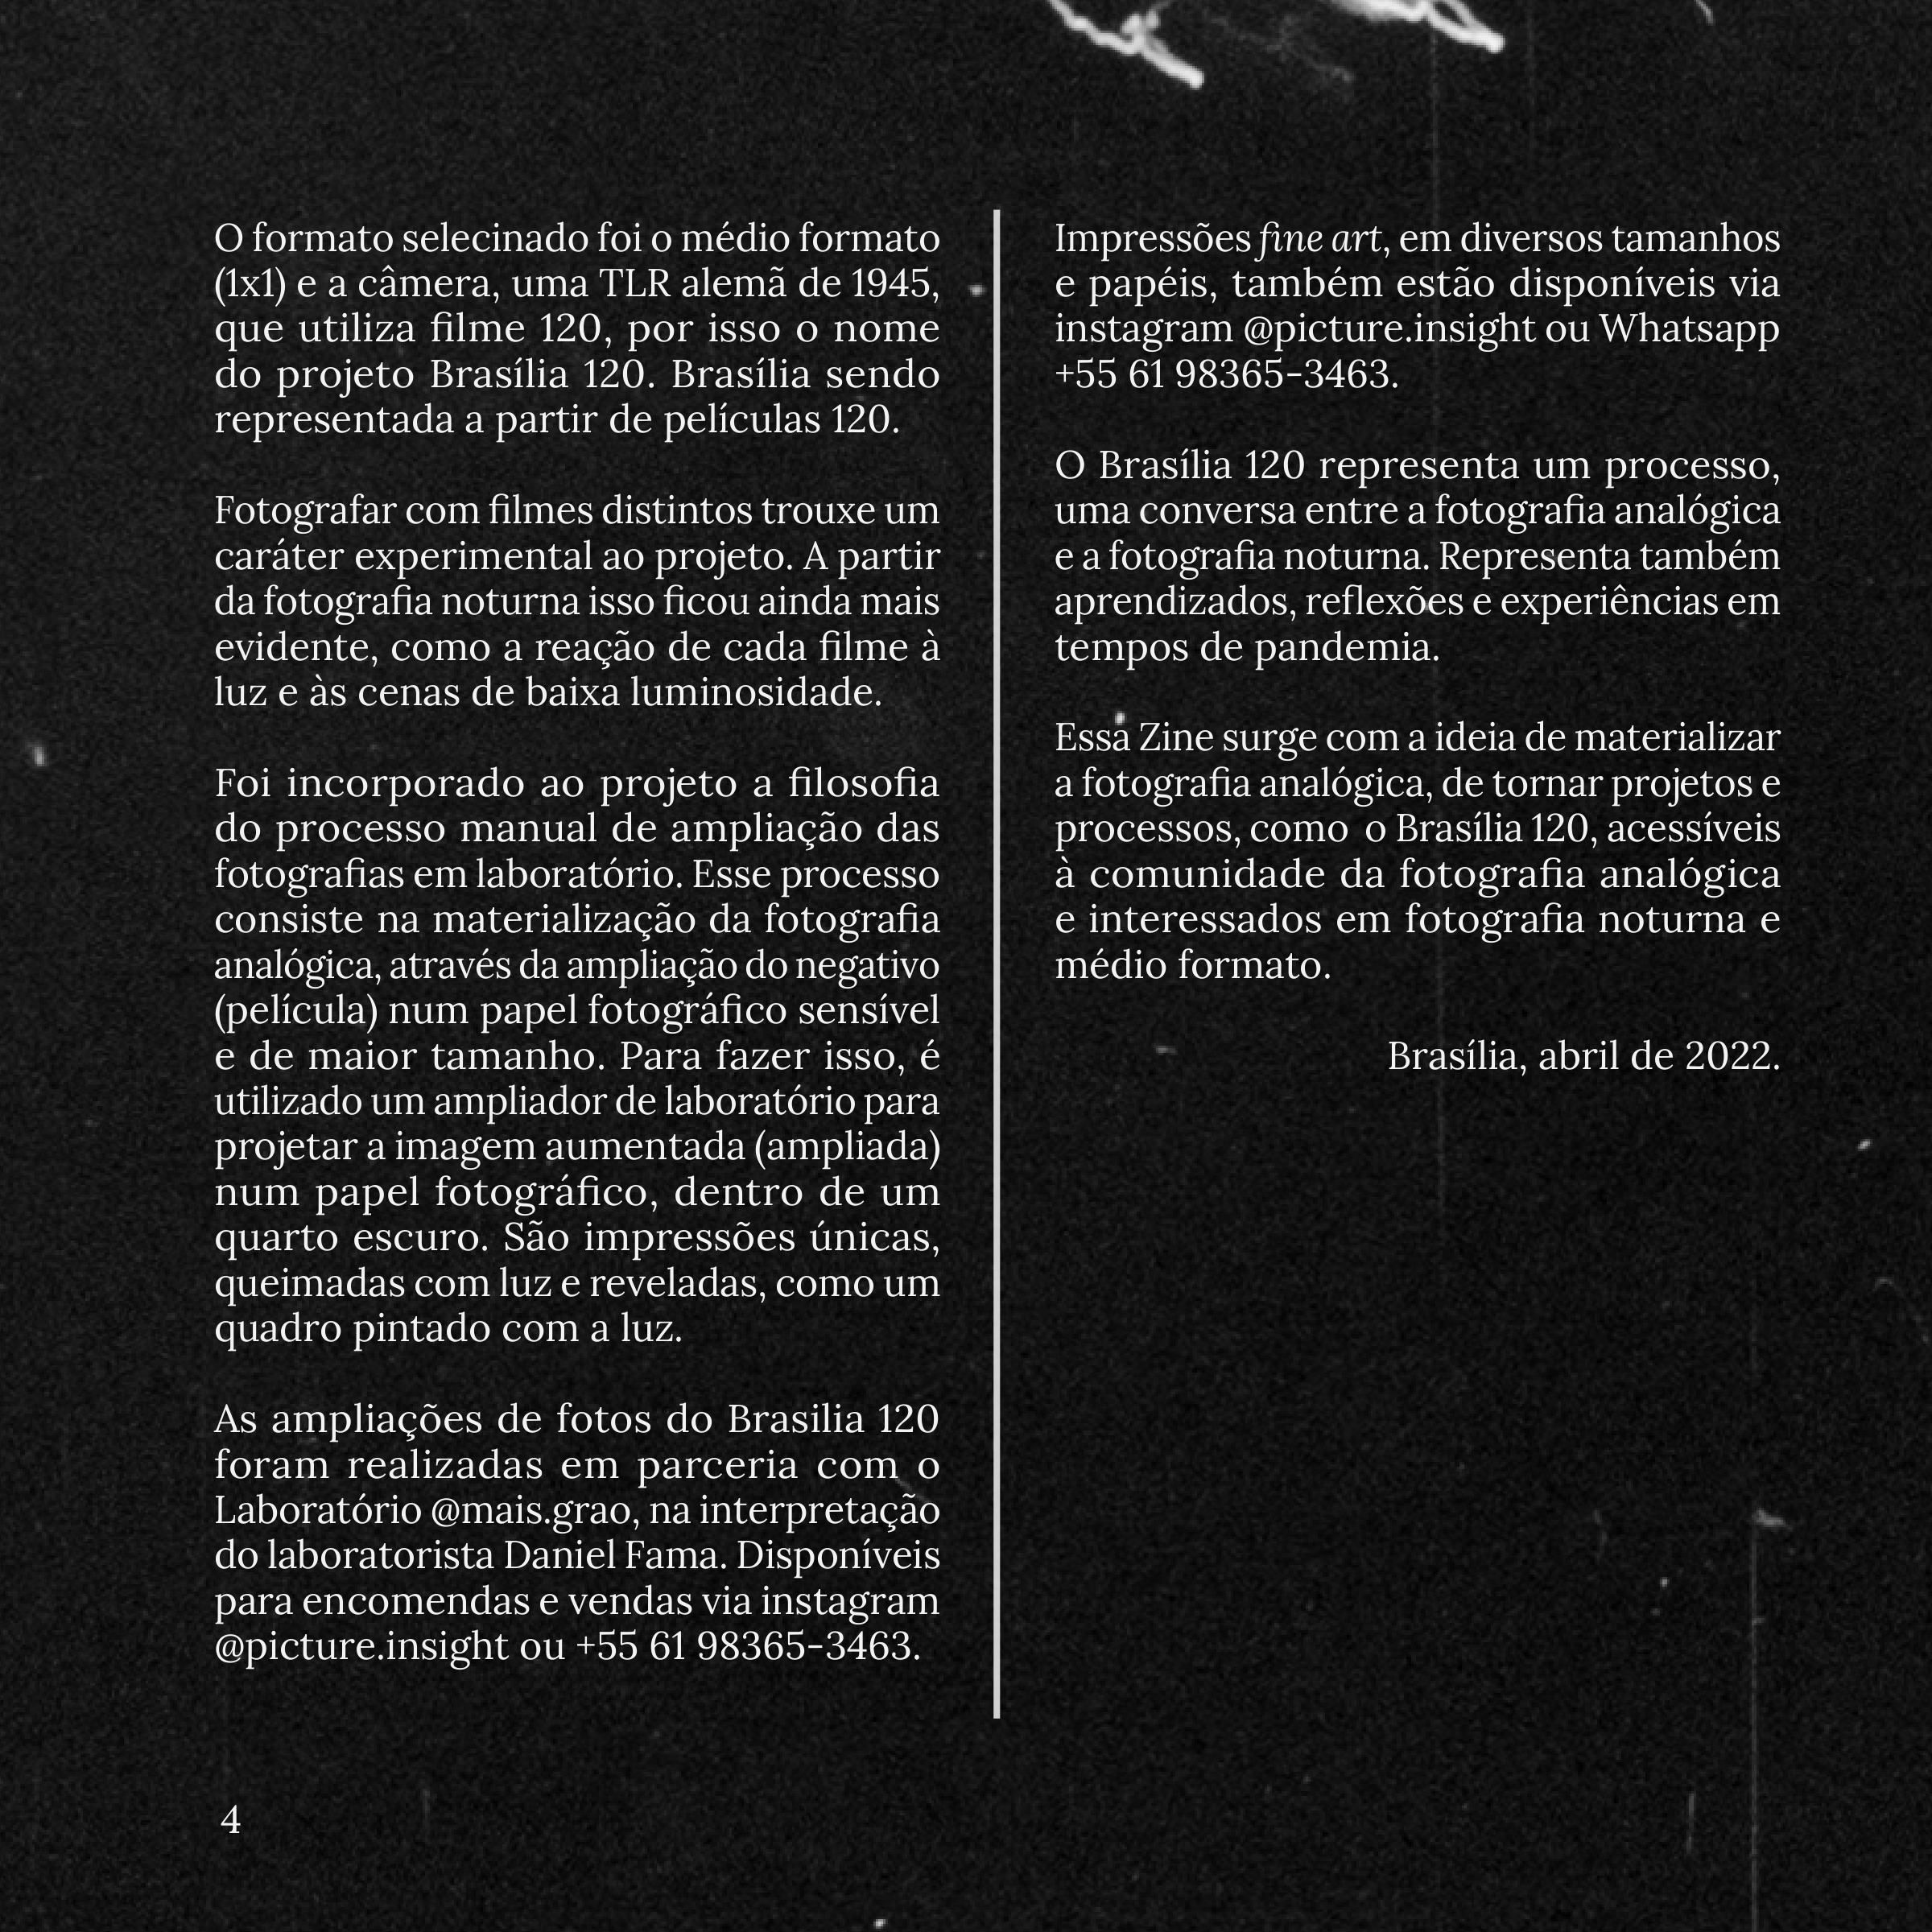 O formato selecinado foi o médio formato
(1x1) e a câmera, uma TLR alemã de 1945,
que utiliza filme 120, por isso o nome
do projeto Brasília 120. Brasília sendo
representada a partir de películas 120.
Fotografar com filmes distintos trouxe um
caráter experimental ao projeto. A partir
da fotografia noturna isso ficou ainda mais
evidente, como a reação de cada filme à
luz e às cenas de baixa luminosidade.
Foi incorporado ao projeto a filosofia
do processo manual de ampliação das
fotografias em laboratório. Esse processo
consiste na materialização da fotografia
analógica, através da ampliação do negativo
(película) num papel fotográfico sensível
e de maior tamanho. Para fazer isso, é
utilizado um ampliador de laboratório para
projetar a imagem aumentada (ampliada)
num papel fotográfico, dentro de um
quarto escuro. São impressões únicas,
queimadas com luz e reveladas, como um
quadro pintado com a luz.
As ampliações de fotos do Brasilia 120
foram realizadas em parceria com o
Laboratório @mais.grao, na interpretação
do laboratorista Daniel Fama. Disponíveis
para encomendas e vendas via instagram
@picture.insight ou +55 61 98365-3463.
Impressões fine art, em diversos tamanhos
e papéis, também estão disponíveis via
instagram @picture.insight ou Whatsapp
+55 61 98365-3463.
O Brasília 120 representa um processo,
uma conversa entre a fotografia analógica
e a fotografia noturna. Representa também
aprendizados, reflexões e experiências em
tempos de pandemia.
Essa Zine surge com a ideia de materializar
a fotografia analógica, de tornar projetos e
processos, como  o Brasília 120, acessíveis
à comunidade da fotografia analógica
e interessados em fotografia noturna e
médio formato.
Brasília, abril de 2022.
4